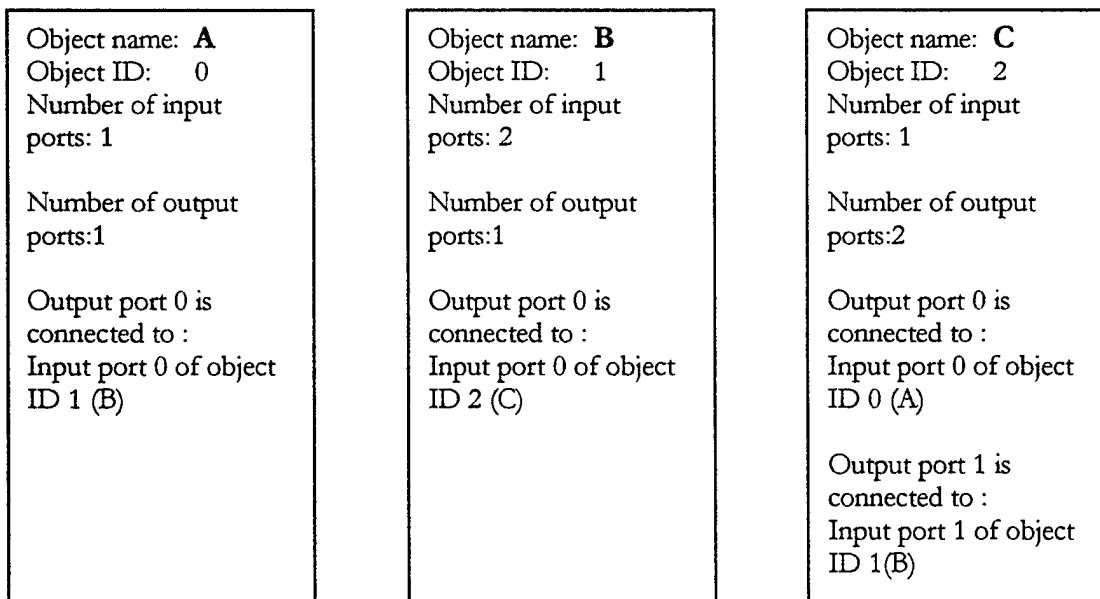 Object name: A
Object ID: 0
Number of input
ports: 1
Number of output
ports:1
Output port 0 is
connected to :
Input port 0 of object
ID 1 (B)
Object name: B
Object ID: 1
Number of input
ports: 2
Number of output
ports:1
Output port 0 is
connected to :
Input port 0 of object
ID 2 (C)
Object name: C
Object ID: 2
Number of input
ports: 1
Number of output
ports:2
Output port 0 is
connected to :
Input port 0 of object
ID 0 (A)
Output port 1 is
connected to :
Input port 1 of object
ID 1(B)